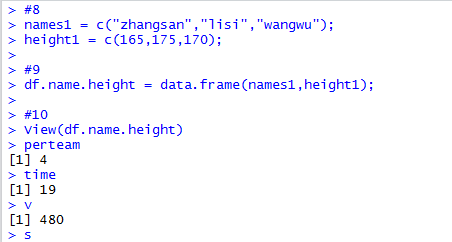 > #8
> names1 = c("zhangsan","lisi","wangwu");
> height1 = c(165,175,170);
>
> #9
> df.name.height = data.frame(names1,height1);
>
> #10
> View(df.name.height)
> perteam
[1] 4
> time
[1] 19
> v
[1] 480
> s